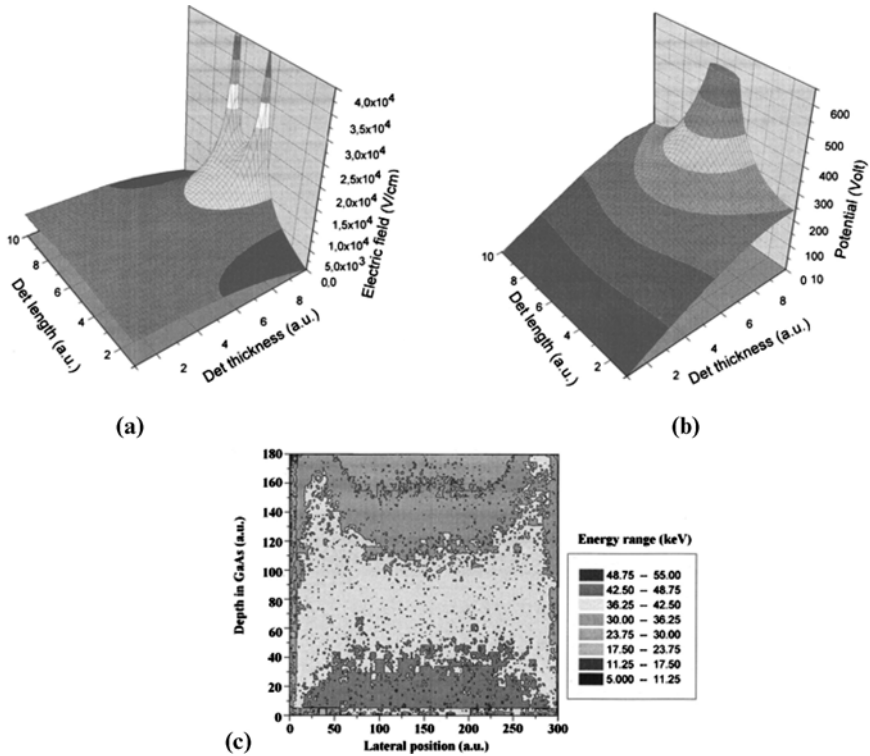 4,0x10⁴
3,5x10⁴
3,0x10⁴
2,5x10⁴
2,0x10⁴
1,5x10⁴
1,0x10⁴
5,0x10³
0,0
Electric field (V/cm)
10
8
6
4
2
Det length (a.u.)
2
4
6
8
Det thickness (a.u.)
(a)
600
500
400
300
200
100
0
Potential (Volt)
10
8
6
4
2
Det length (a.u.)
2
4
6
8
10
Det thickness (a.u.)
(b)
180
160
140
120
100
80
60
40
20
0
Depth in GaAs (a.u.)
0 50 100 150 200 250 300
Lateral position (a.u.)
(c)
Energy range (keV)
48.75 -- 55.00
42.50 -- 48.75
36.25 -- 42.50
30.00 -- 36.25
23.75 -- 30.00
17.50 -- 23.75
11.25 -- 17.50
5.000 -- 11.25